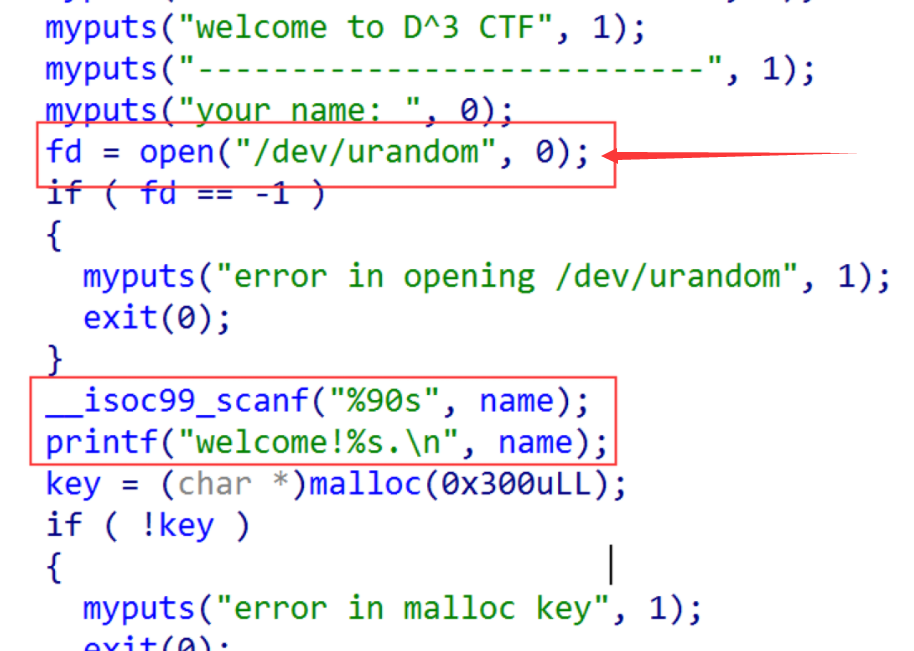 myputs("welcome to D^3 CTF", 1);
myputs("----------------------------", 1);
myputs("your name: ", 0);
fd = open("/dev/urandom", 0);
if ( fd == -1 )
{
myputs("error in opening /dev/urandom", 1);
exit(0);
}
__isoc99_scanf("%90s", name);
printf("welcome!%s.\n", name);
key = (char *)malloc(0x300uLL);
if ( !key )
{
myputs("error in malloc key", 1);
exit(0);